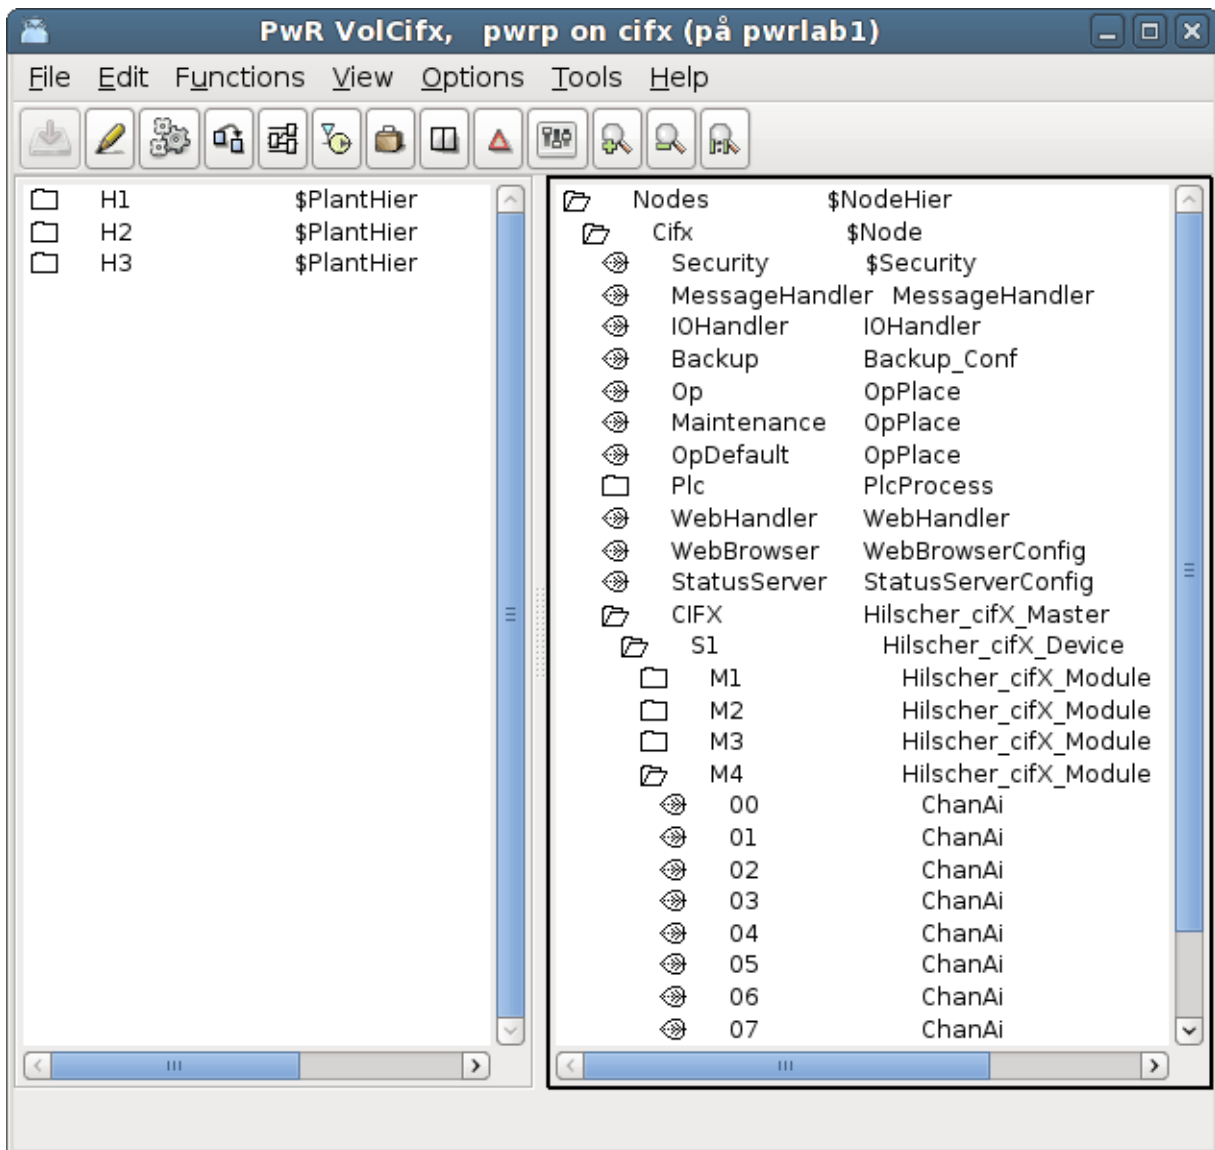 PwR VolCifx, pwrp on cifx (på pwrlab1)
File Edit Functions View Options Tools Help
H1 $PlantHier
H2 $PlantHier
H3 $PlantHier
Nodes $NodeHier
Cifx $Node
Security $Security
MessageHandler MessageHandler
IOHandler IOHandler
Backup Backup_Conf
Op OpPlace
Maintenance OpPlace
OpDefault OpPlace
Plc PlcProcess
WebHandler WebHandler
WebBrowser WebBrowserConfig
StatusServer StatusServerConfig
CIFX Hilscher_cifX_Master
S1 Hilscher_cifX_Device
M1 Hilscher_cifX_Module
M2 Hilscher_cifX_Module
M3 Hilscher_cifX_Module
M4 Hilscher_cifX_Module
00 ChanAi
01 ChanAi
02 ChanAi
03 ChanAi
04 ChanAi
05 ChanAi
06 ChanAi
07 ChanAi